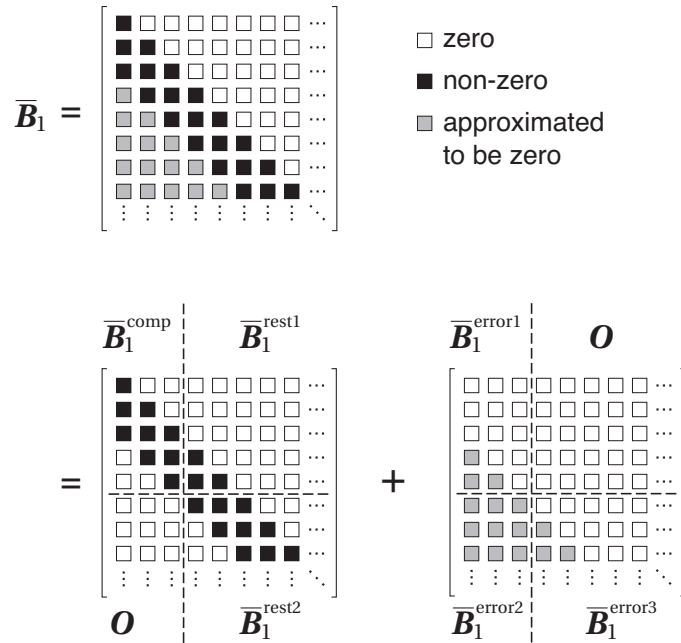 B̅₁ =
zero
non-zero
approximated
to be zero
B̅₁ᶜᵒᵐᵖ B̅₁ʳᵉˢᵗ¹ B̅₁ᵉʳʳᵒʳ¹ O
= +
O B̅₁ʳᵉˢᵗ² B̅₁ᵉʳʳᵒʳ² B̅₁ᵉʳʳᵒʳ³